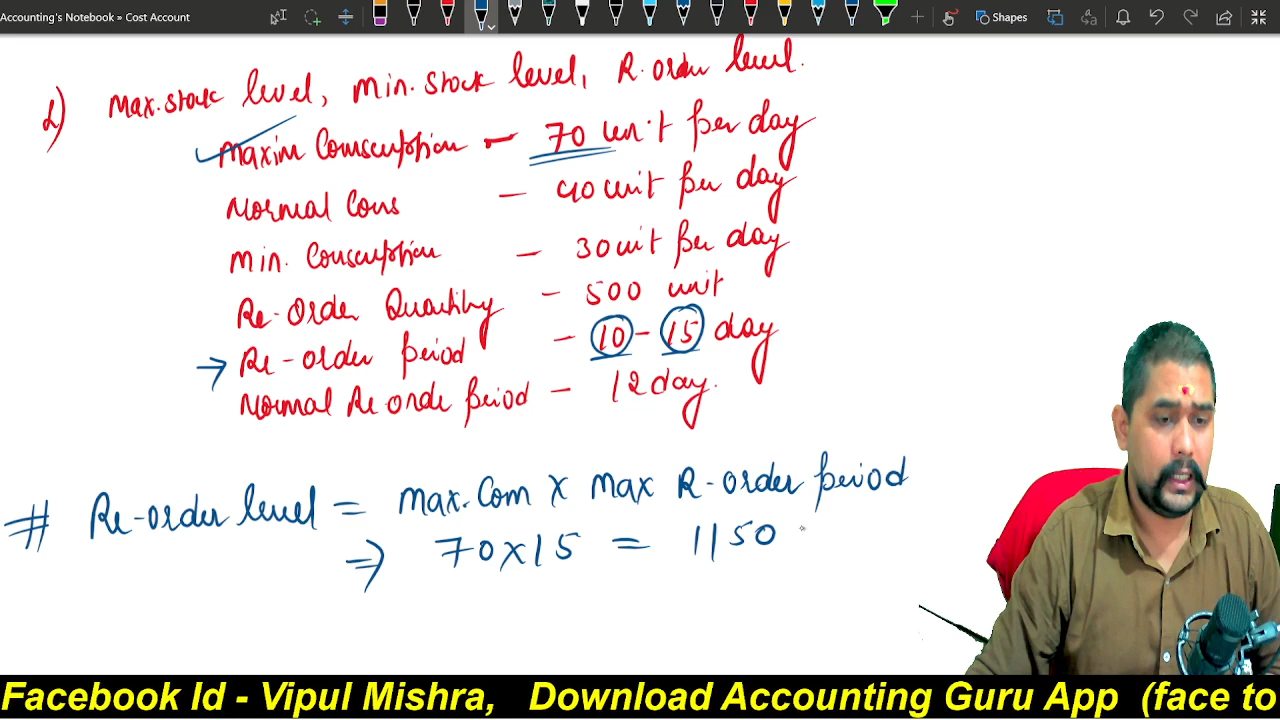 Accounting's Notebook » Cost Account
Shapes
2) Max. stock level, Min. stock level, R. order level.
Maxim Consumption - 70 unit per day
Normal Cons - 40 unit per day
Min. Consumption - 30 unit per day
Re-Order Quantity - 500 unit
→ Re-order period - 10 - 15 day
Normal Re orde period - 12 day.
# Re-order level = max. Com x max R-order period
⇒ 70x15 = 1150
Facebook Id - Vipul Mishra, Download Accounting Guru App (face to